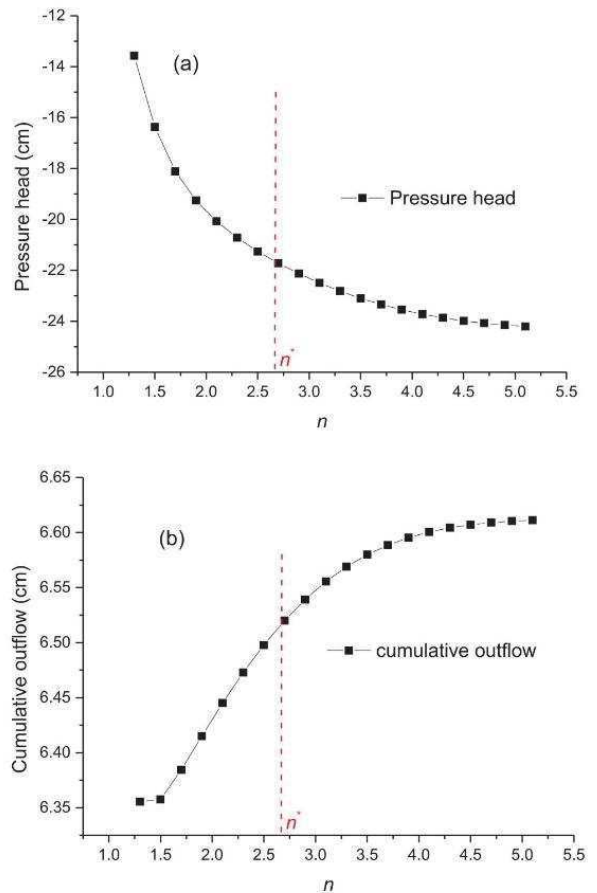 -12
(a)
-14
-16
-18
Pressure head (cm)
Pressure head
-20
-22
-24
n*
-26
1.0 1.5 2.0 2.5 3.0 3.5 4.0 4.5 5.0 5.5
n
6.65
(b)
6.60
6.55
Cumulative outflow (cm)
6.50
cumulative outflow
6.45
6.40
6.35
n*
1.0 1.5 2.0 2.5 3.0 3.5 4.0 4.5 5.0 5.5
n